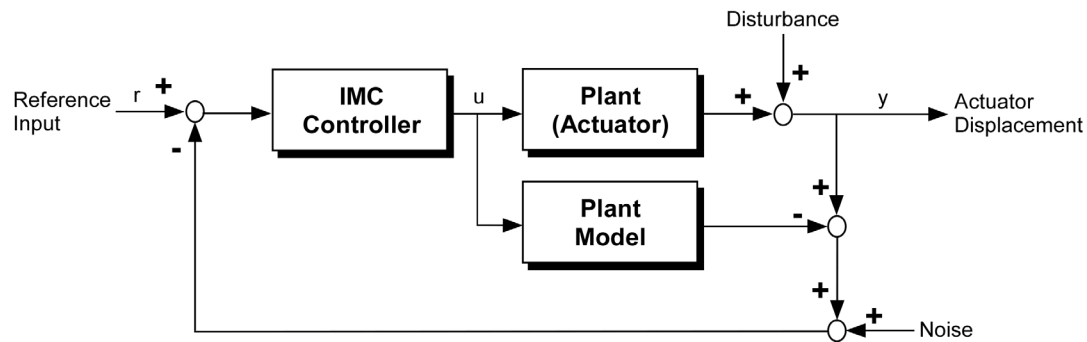 Disturbance
+
Reference
Input
r
+
-
IMC
Controller
u
Plant
(Actuator)
+
y
Actuator
Displacement
+
Plant
Model
-
+
+
Noise